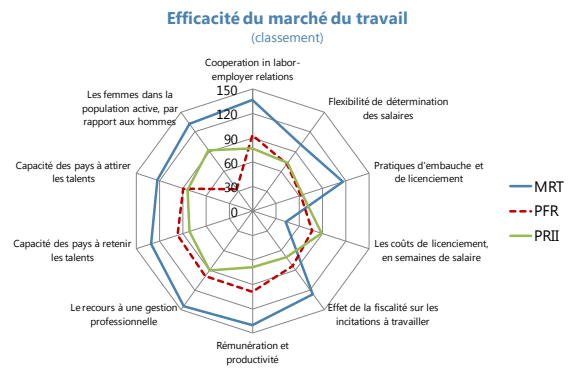 Efficacité du marché du travail
(classement)
Cooperation in labor-
employer relations
Flexibilité de détermination
des salaires
Pratiques d'embauche et
de licenciement
Les coûts de licenciement,
en semaines de salaire
Effet de la fiscalité sur les
incitations à travailler
Rémunération et
productivité
Le recours à une gestion
professionnelle
Capacité des pays à retenir
les talents
Capacité des pays à attirer
les talents
Les femmes dans la
population active, par
rapport aux hommes
150
120
90
60
30
0
MRT
PFR
PRII